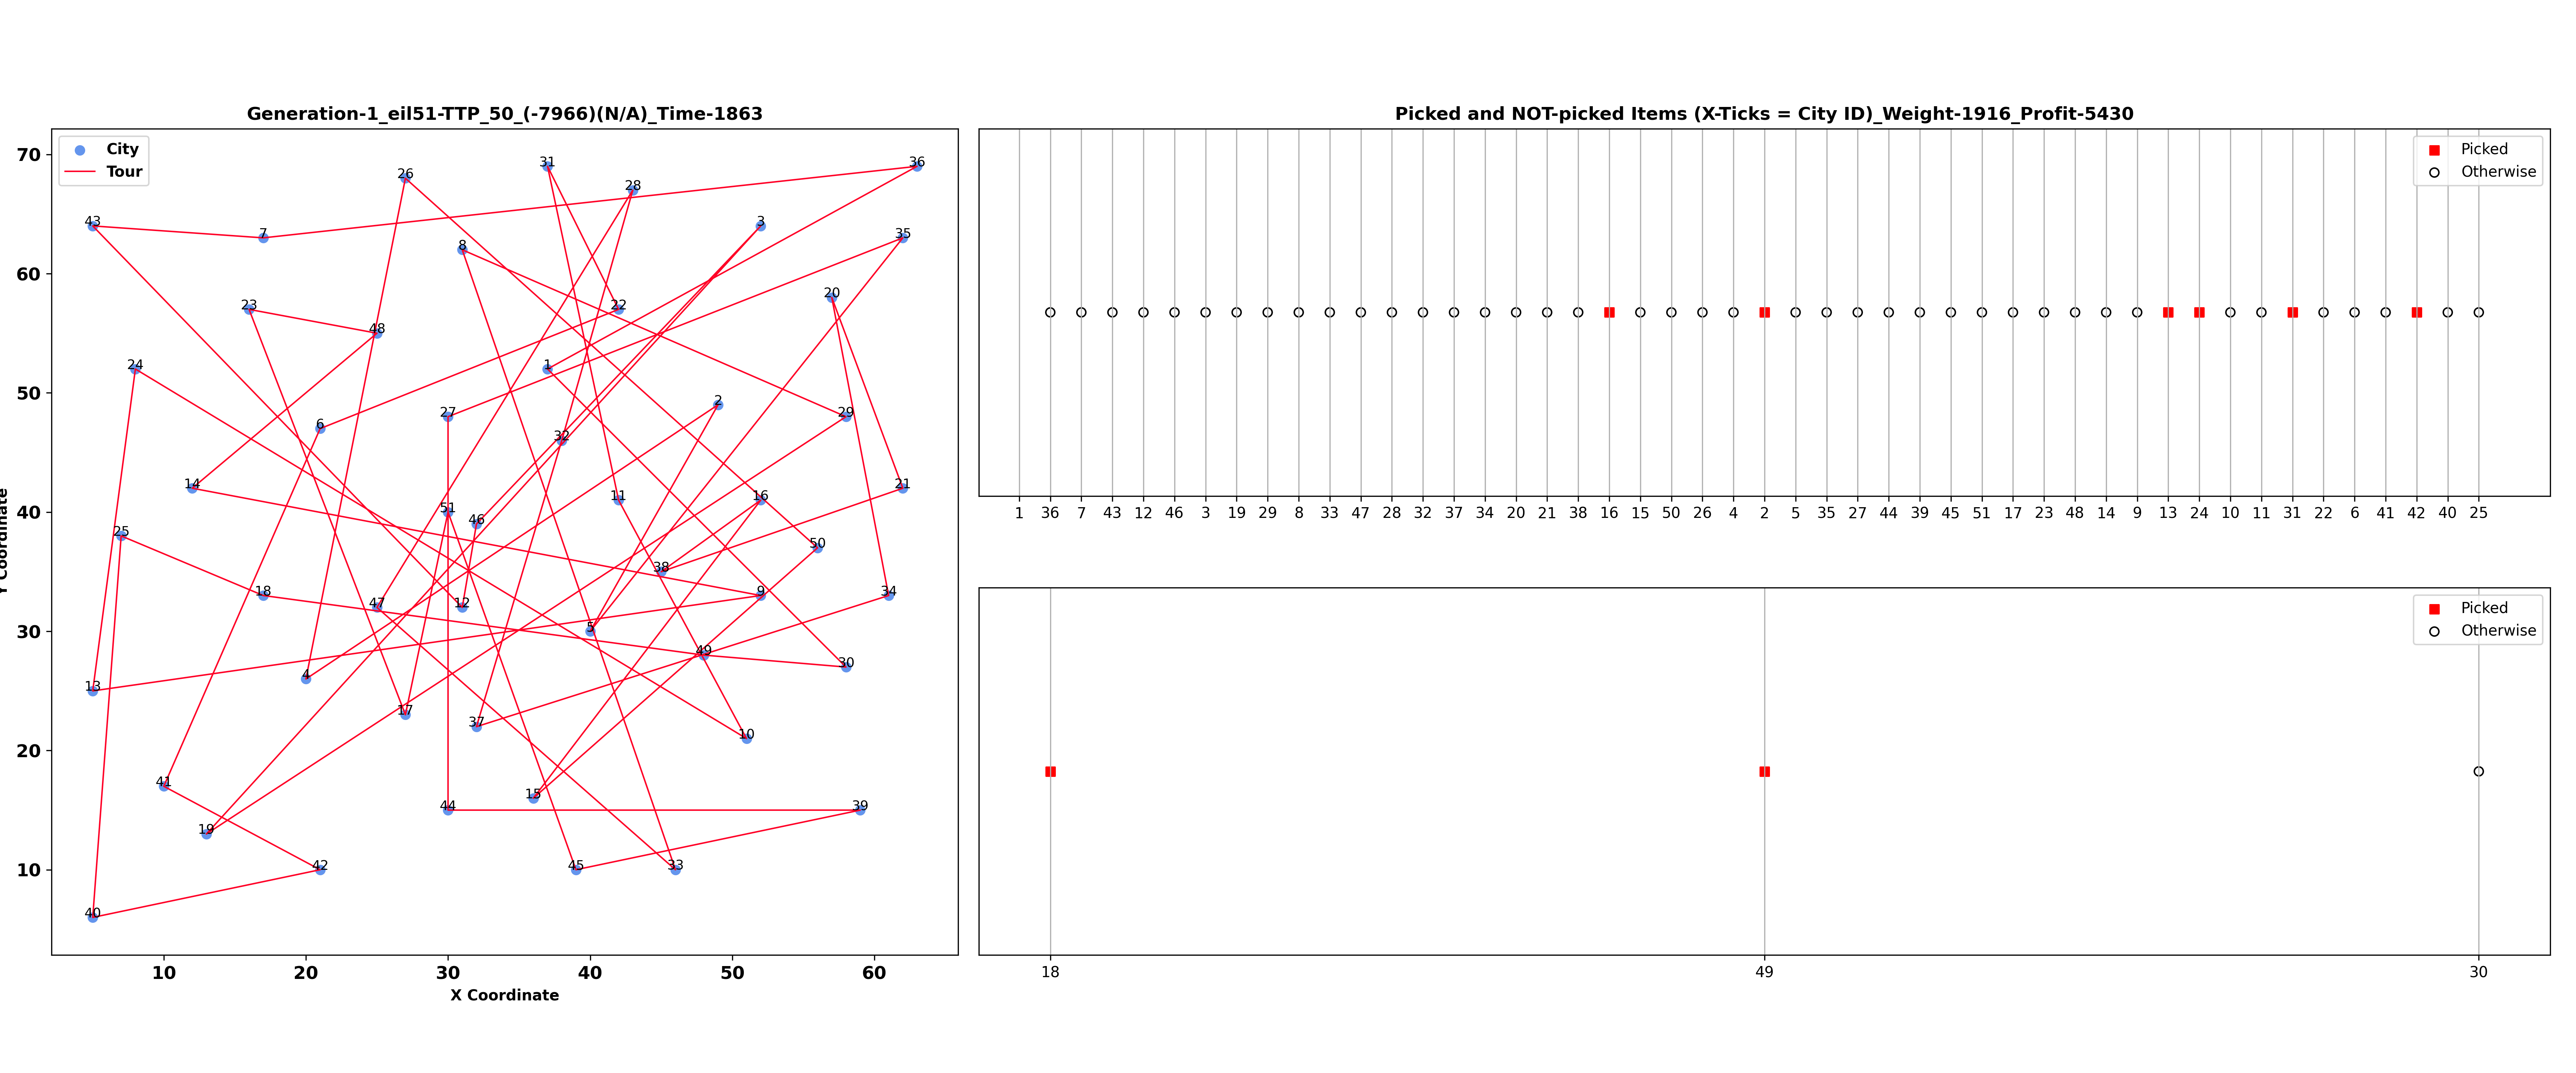 Generation-1_eil51-TTP_50_(-7966)(N/A)_Time-1863
City
Tour
Y Coordinate
70
60
50
40
30
20
10
10 20 30 40 50 60
X Coordinate
26 31 28 36
43 7 8 3 35
23 48 22 20
24 1
6 27 32 2 29
14 51 46 11 16 21
25 38 50
18 47 12 9 34
5 49 30
13 4 17 37 10
41 15
19 44 39
42 45 33
40
Picked and NOT-picked Items (X-Ticks = City ID)_Weight-1916_Profit-5430
Picked
Otherwise
1 36 7 43 12 46 3 19 29 8 33 47 28 32 37 34 20 21 38 16 15 50 26 4 2 5 35 27 44 39 45 51 17 23 48 14 9 13 24 10 11 31 22 6 41 42 40 25
Picked
Otherwise
18 49 30